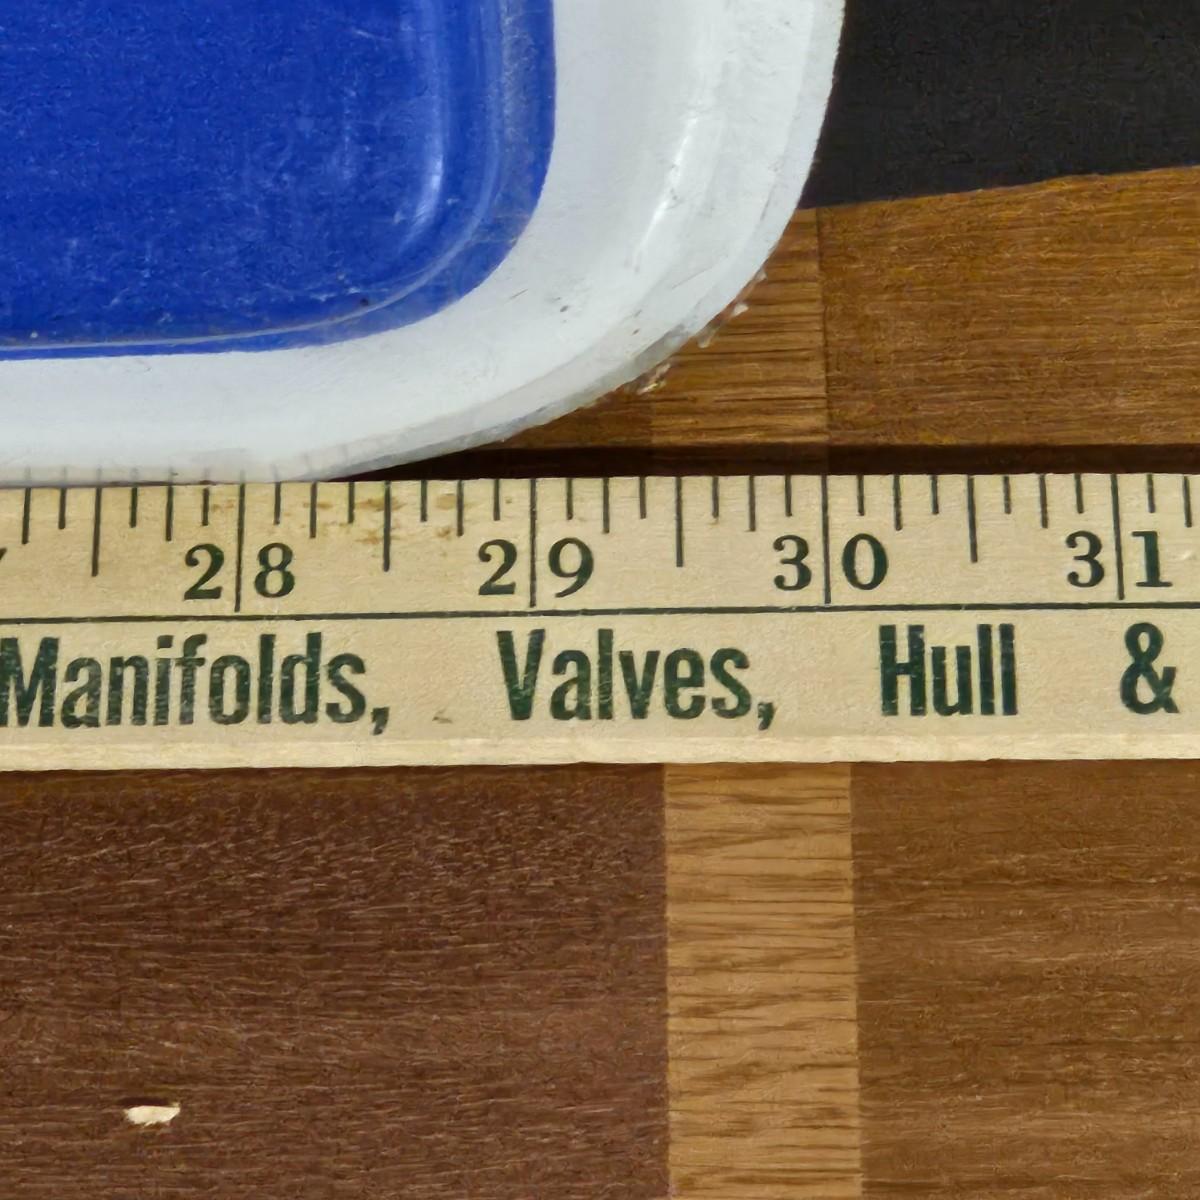 28 29 30 31
Manifolds, Valves, Hull &